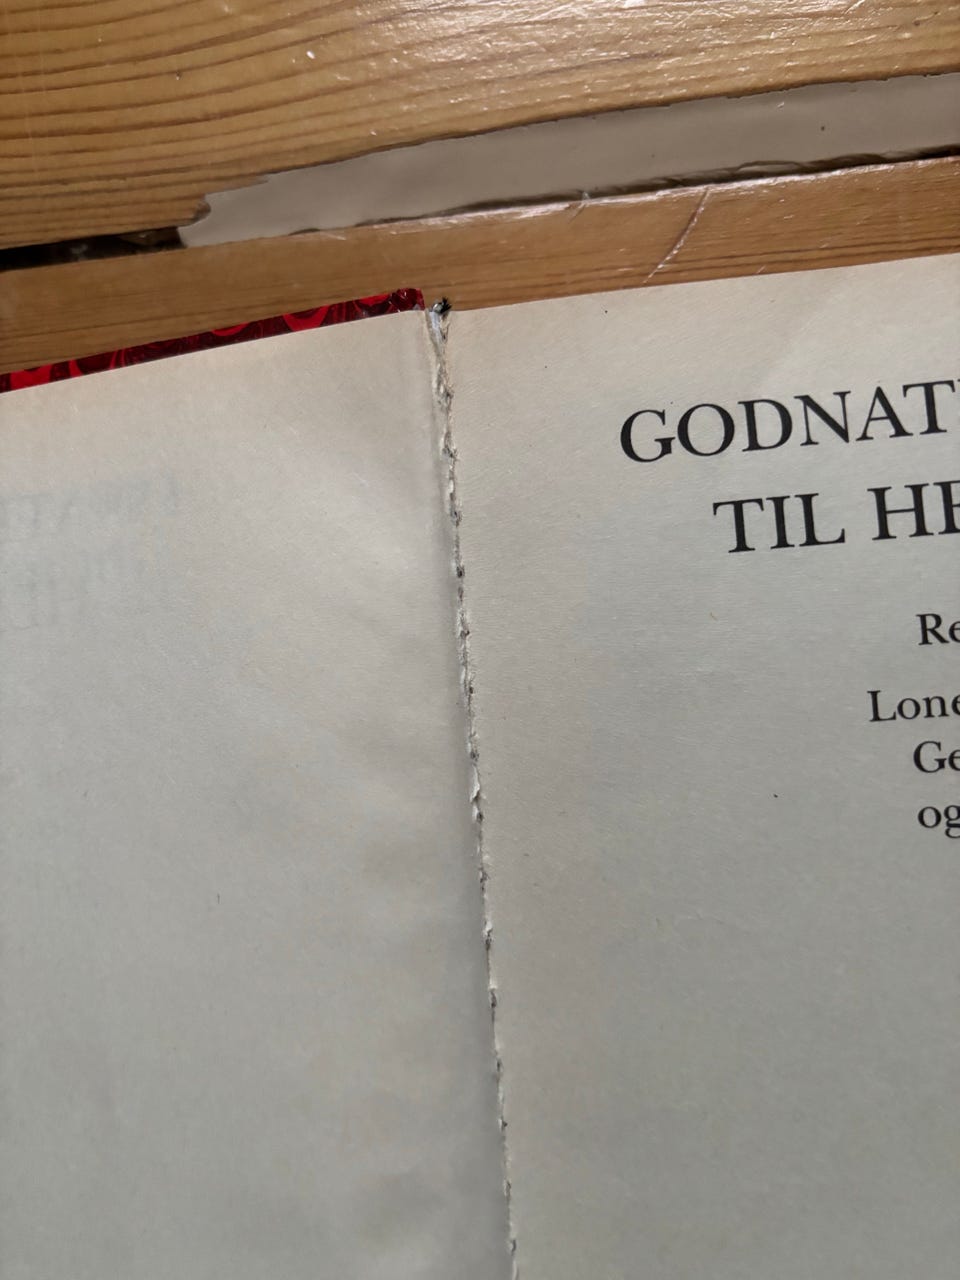 GODNAT
TIL HE
Re
Lone
Ge
og